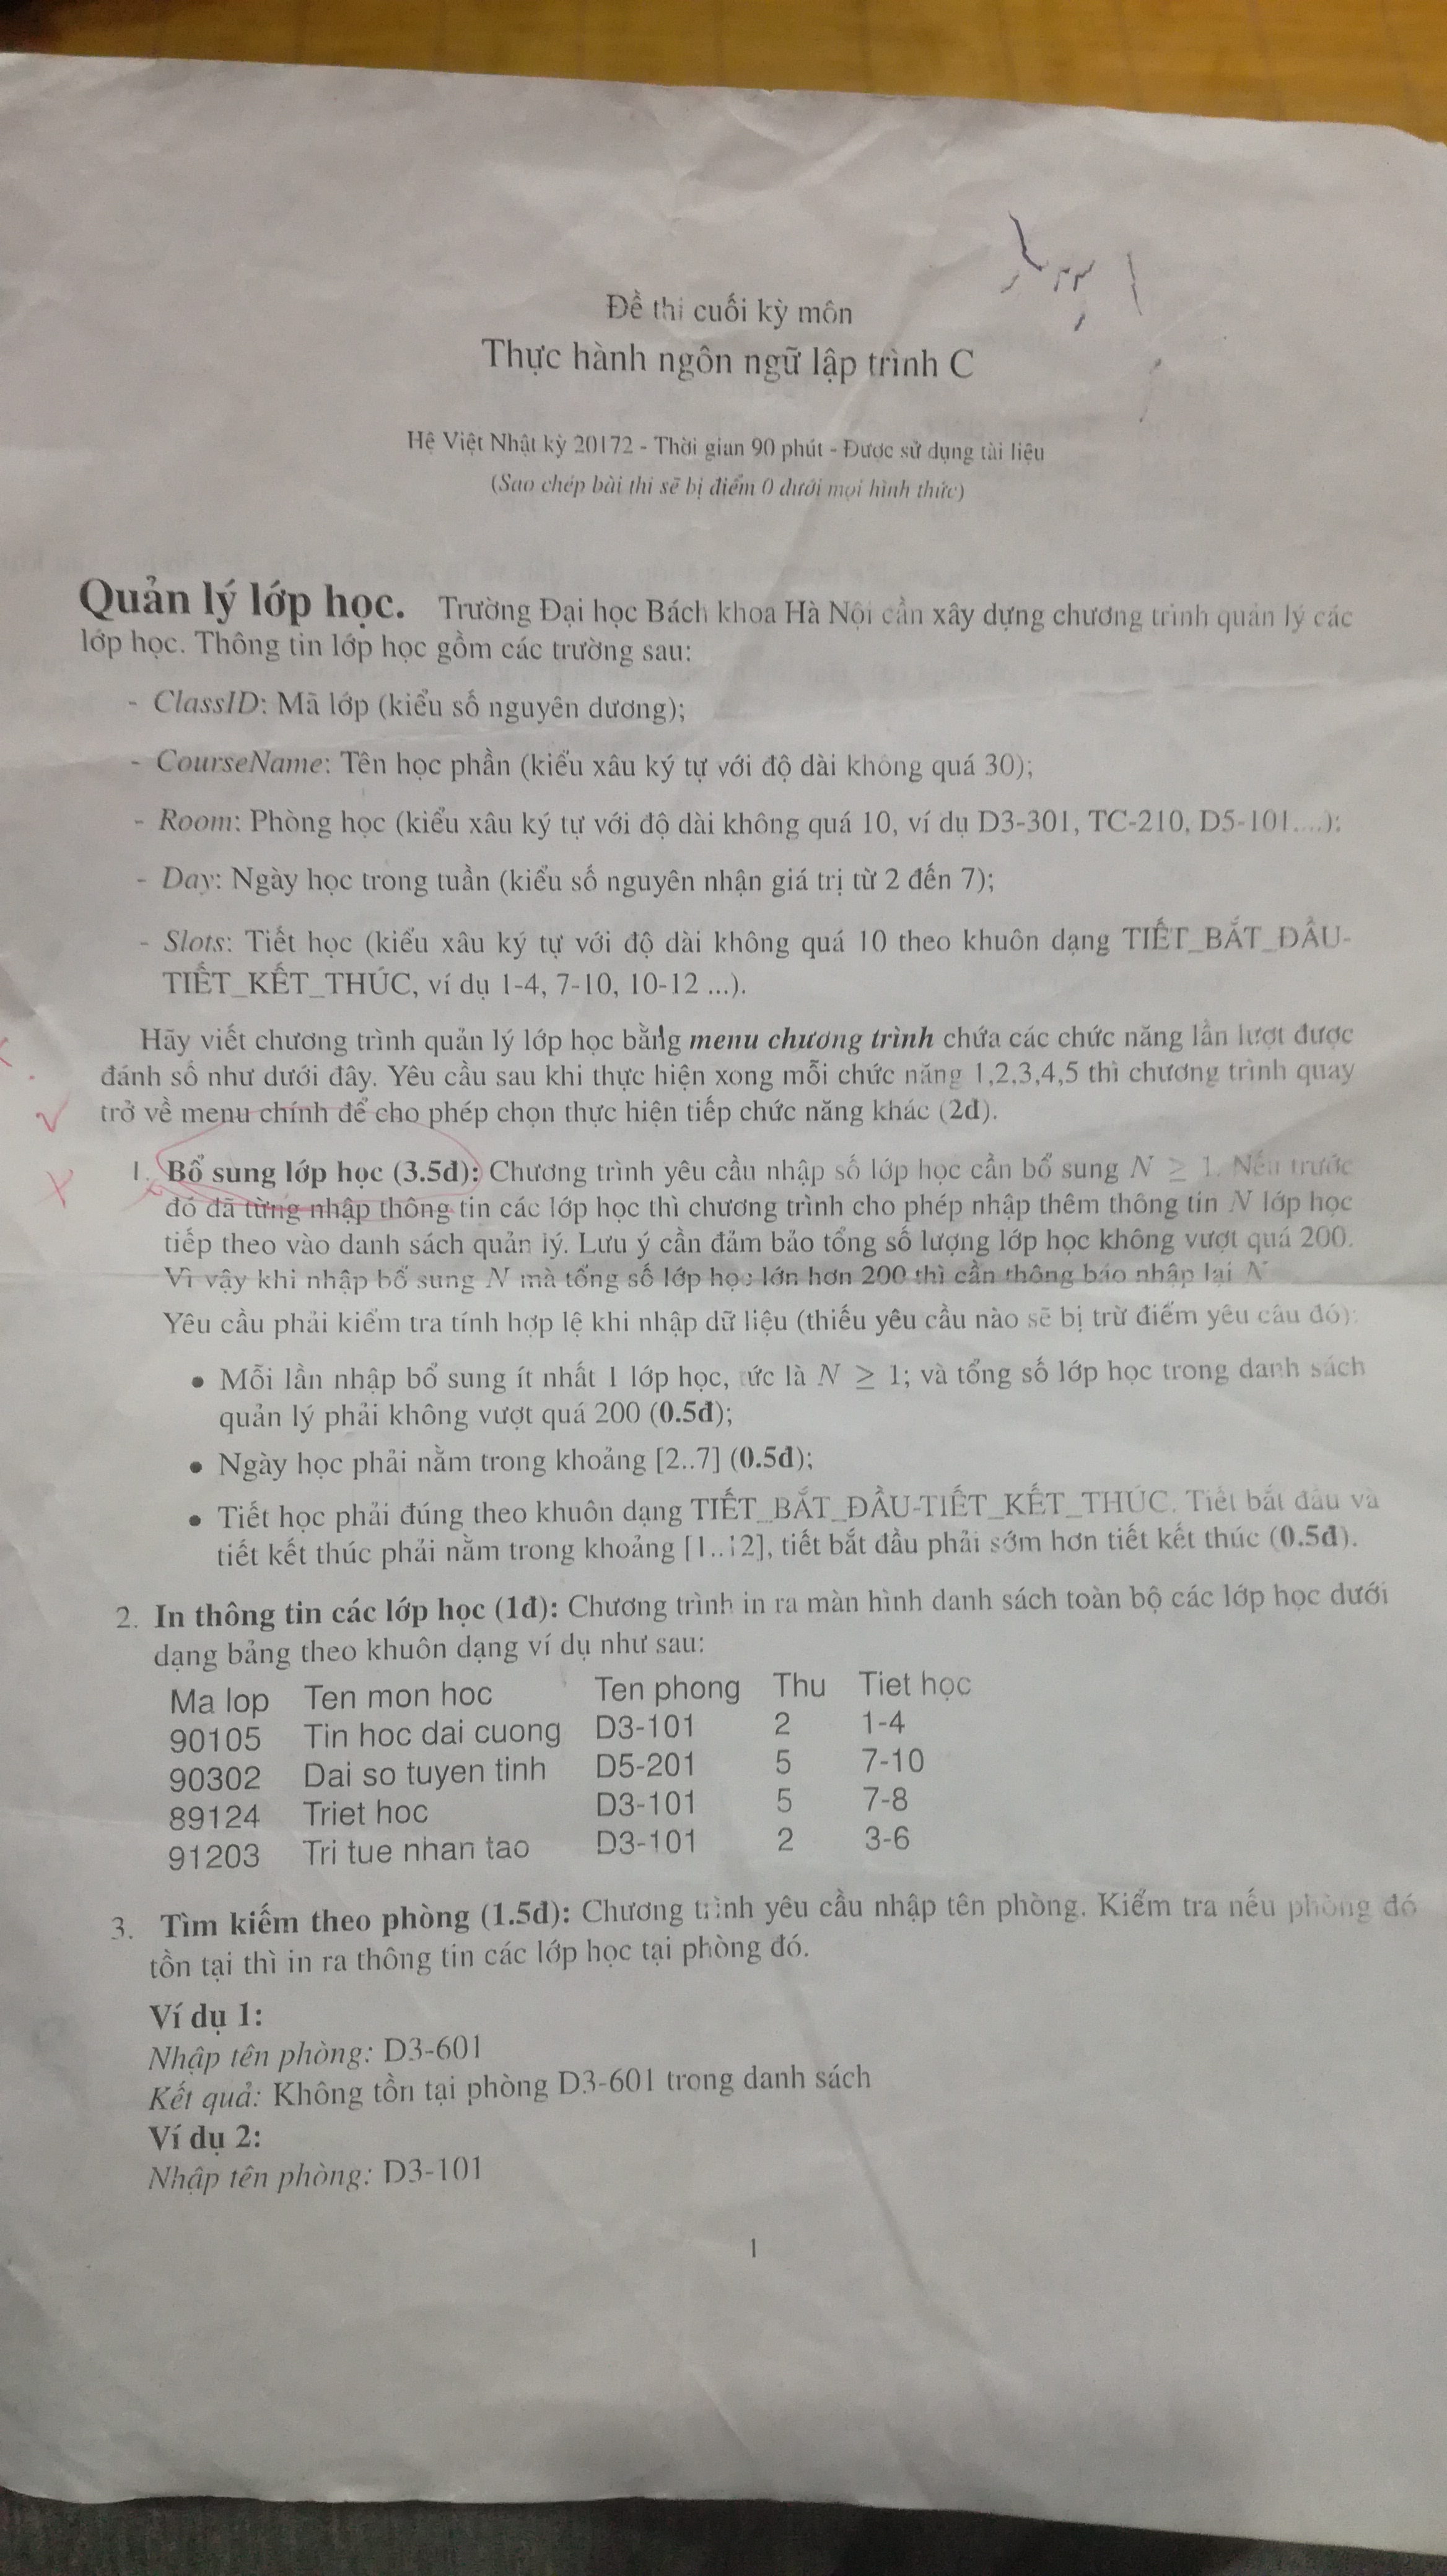 Đề thi cuối kỳ môn
Thực hành ngôn ngữ lập trình C
Hệ Việt Nhật kỳ 20172 - Thời gian 90 phút - Được sử dụng tài liệu
(Sao chép bài thi sẽ bị điểm 0 dưới mọi hình thức)
Quản lý lớp học. Trường Đại học Bách khoa Hà Nội cần xây dựng chương trình quản lý các
lớp học. Thông tin lớp học gồm các trường sau:
- ClassID: Mã lớp (kiểu số nguyên dương);
- CourseName: Tên học phần (kiểu xâu ký tự với độ dài không quá 30);
- Room: Phòng học (kiểu xâu ký tự với độ dài không quá 10, ví dụ D3-301, TC-210, D5-101....);
- Day: Ngày học trong tuần (kiểu số nguyên nhận giá trị từ 2 đến 7);
- Slots: Tiết học (kiểu xâu ký tự với độ dài không quá 10 theo khuôn dạng TIẾT_BẮT_ĐẦU-
TIẾT_KẾT_THÚC, ví dụ 1-4, 7-10, 10-12 ...).
Hãy viết chương trình quản lý lớp học bằng menu chương trình chứa các chức năng lần lượt được
đánh số như dưới đây. Yêu cầu sau khi thực hiện xong mỗi chức năng 1,2,3,4,5 thì chương trình quay
trở về menu chính để cho phép chọn thực hiện tiếp chức năng khác (2đ).
1. Bổ sung lớp học (3.5đ): Chương trình yêu cầu nhập số lớp học cần bổ sung N ≥ 1. Nếu trước
đó đã từng nhập thông tin các lớp học thì chương trình cho phép nhập thêm thông tin N lớp học
tiếp theo vào danh sách quản lý. Lưu ý cần đảm bảo tổng số lượng lớp học không vượt quá 200.
Vì vậy khi nhập bổ sung N mà tổng số lớp học lớn hơn 200 thì cần thông báo nhập lại N
Yêu cầu phải kiểm tra tính hợp lệ khi nhập dữ liệu (thiếu yêu cầu nào sẽ bị trừ điểm yêu cầu đó):
• Mỗi lần nhập bổ sung ít nhất 1 lớp học, tức là N ≥ 1; và tổng số lớp học trong danh sách
quản lý phải không vượt quá 200 (0.5đ);
• Ngày học phải nằm trong khoảng [2..7] (0.5đ);
• Tiết học phải đúng theo khuôn dạng TIẾT_BẮT_ĐẦU-TIẾT_KẾT_THÚC. Tiết bắt đầu và
tiết kết thúc phải nằm trong khoảng [1..12], tiết bắt đầu phải sớm hơn tiết kết thúc (0.5đ).
2. In thông tin các lớp học (1đ): Chương trình in ra màn hình danh sách toàn bộ các lớp học dưới
dạng bảng theo khuôn dạng ví dụ như sau:
Ma lop Ten mon hoc Ten phong Thu Tiet học
90105 Tin hoc dai cuong D3-101 2 1-4
90302 Dai so tuyen tinh D5-201 5 7-10
89124 Triet hoc D3-101 5 7-8
91203 Tri tue nhan tao D3-101 2 3-6
3. Tìm kiếm theo phòng (1.5đ): Chương trình yêu cầu nhập tên phòng. Kiểm tra nếu phòng đó
tồn tại thì in ra thông tin các lớp học tại phòng đó.
Ví dụ 1:
Nhập tên phòng: D3-601
Kết quả: Không tồn tại phòng D3-601 trong danh sách
Ví dụ 2:
Nhập tên phòng: D3-101
1